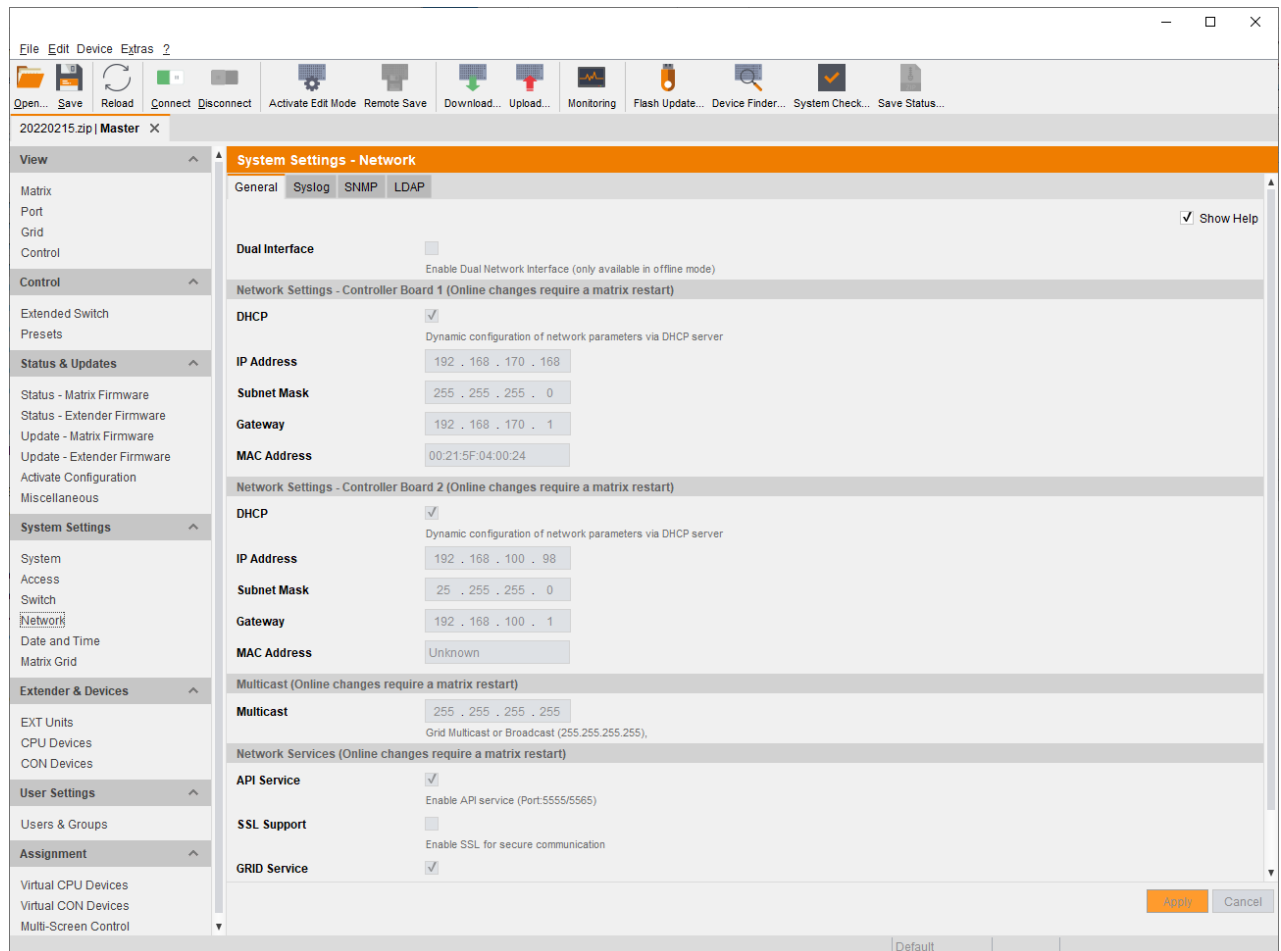 File Edit Device Extras ?
Open... Save Reload Connect Disconnect Activate Edit Mode Remote Save Download... Upload... Monitoring Flash Update... Device Finder... System Check... Save Status...
20220215.zip | Master
View
Matrix
Port
Grid
Control
Control
Extended Switch
Presets
Status & Updates
Status - Matrix Firmware
Status - Extender Firmware
Update - Matrix Firmware
Update - Extender Firmware
Activate Configuration
Miscellaneous
System Settings
System
Access
Switch
Network
Date and Time
Matrix Grid
Extender & Devices
EXT Units
CPU Devices
CON Devices
User Settings
Users & Groups
Assignment
Virtual CPU Devices
Virtual CON Devices
Multi-Screen Control
System Settings - Network
General Syslog SNMP LDAP
Show Help
Dual Interface
Enable Dual Network Interface (only available in offline mode)
Network Settings - Controller Board 1 (Online changes require a matrix restart)
DHCP
Dynamic configuration of network parameters via DHCP server
IP Address 192 . 168 . 170 . 168
Subnet Mask 255 . 255 . 255 . 0
Gateway 192 . 168 . 170 . 1
MAC Address 00:21:5F:04:00:24
Network Settings - Controller Board 2 (Online changes require a matrix restart)
DHCP
Dynamic configuration of network parameters via DHCP server
IP Address 192 . 168 . 100 . 98
Subnet Mask 25 . 255 . 255 . 0
Gateway 192 . 168 . 100 . 1
MAC Address Unknown
Multicast (Online changes require a matrix restart)
Multicast 255 . 255 . 255 . 255
Grid Multicast or Broadcast (255.255.255.255),
Network Services (Online changes require a matrix restart)
API Service
Enable API service (Port:5555/5565)
SSL Support
Enable SSL for secure communication
GRID Service
Apply Cancel
Default